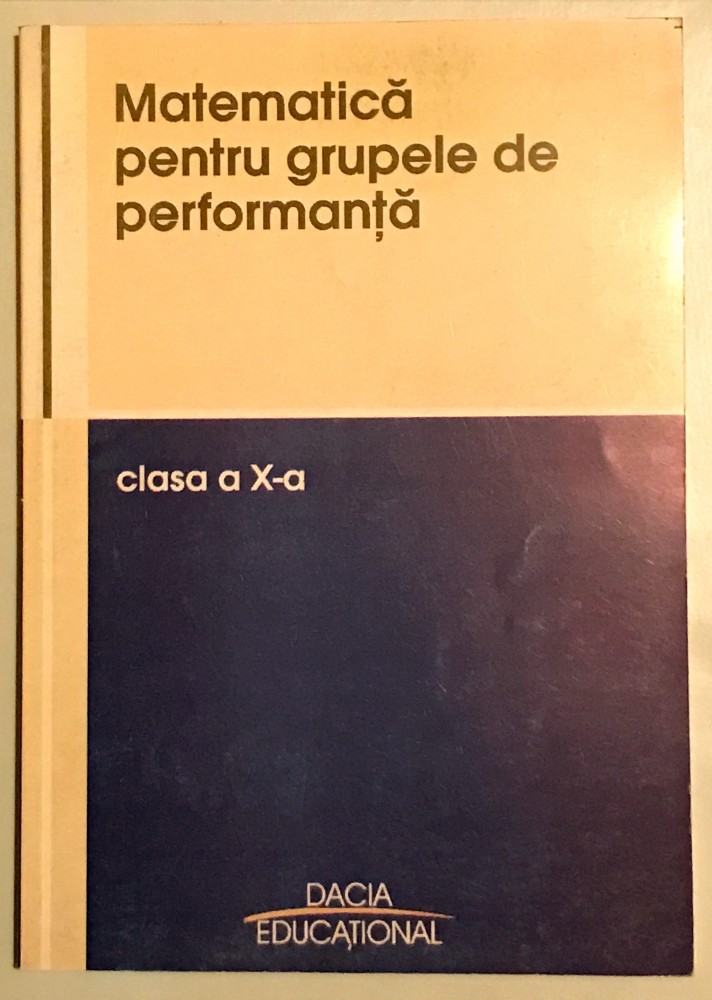 Matematică
pentru grupele de
performanță
clasa a X-a
DACIA
EDUCAȚIONAL